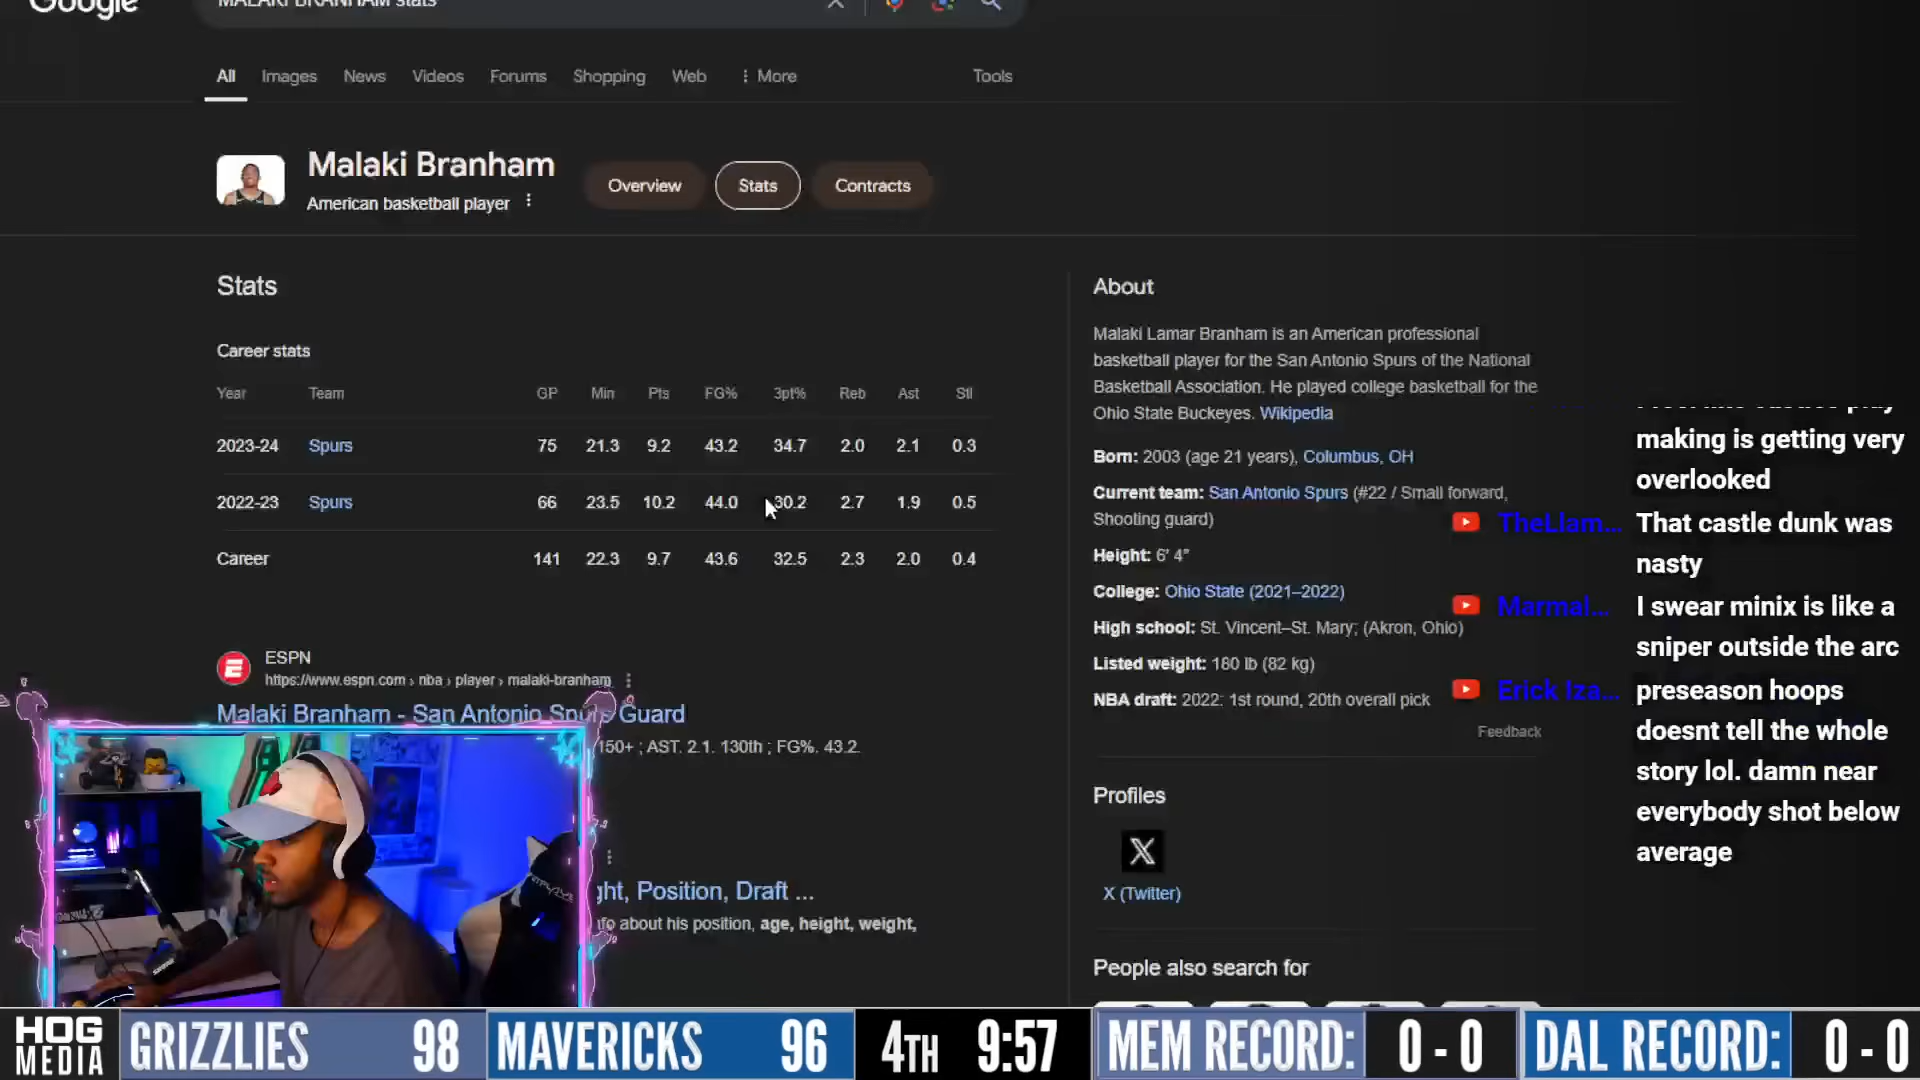 Google
MALAKI BRANHAM stats
All
Images
News
Videos
Forums
Shopping
Web
More
Tools
Malaki Branham
American basketball player
Overview
Stats
Contracts
Stats
Career stats
Year Team GP Min Pts FG% 3pt% Reb Ast Stl
2023-24 Spurs 75 21.3 9.2 43.2 34.7 2.0 2.1 0.3
2022-23 Spurs 66 23.5 10.2 44.0 30.2 2.7 1.9 0.5
Career 141 22.3 9.7 43.6 32.5 2.3 2.0 0.4
ESPN
https://www.espn.com › nba › player › malaki-branham
Malaki Branham - San Antonio Spurs Guard
150+ ; AST. 2.1. 130th ; FG%. 43.2.
ght, Position, Draft ...
nfo about his position, age, height, weight,
About
Malaki Lamar Branham is an American professional
basketball player for the San Antonio Spurs of the National
Basketball Association. He played college basketball for the
Ohio State Buckeyes. Wikipedia
Born: 2003 (age 21 years), Columbus, OH
Current team: San Antonio Spurs (#22 / Small forward,
Shooting guard)
Height: 6′ 4″
College: Ohio State (2021–2022)
High school: St. Vincent–St. Mary; (Akron, Ohio)
Listed weight: 180 lb (82 kg)
NBA draft: 2022: 1st round, 20th overall pick
Feedback
Profiles
X (Twitter)
People also search for
making is getting very
overlooked
TheLlam... That castle dunk was
nasty
Marmal... I swear minix is like a
sniper outside the arc
Erick Iza... preseason hoops
doesnt tell the whole
story lol. damn near
everybody shot below
average
HOG
MEDIA
GRIZZLIES 98
MAVERICKS 96
4TH 9:57
MEM RECORD: 0 - 0
DAL RECORD: 0 - 0